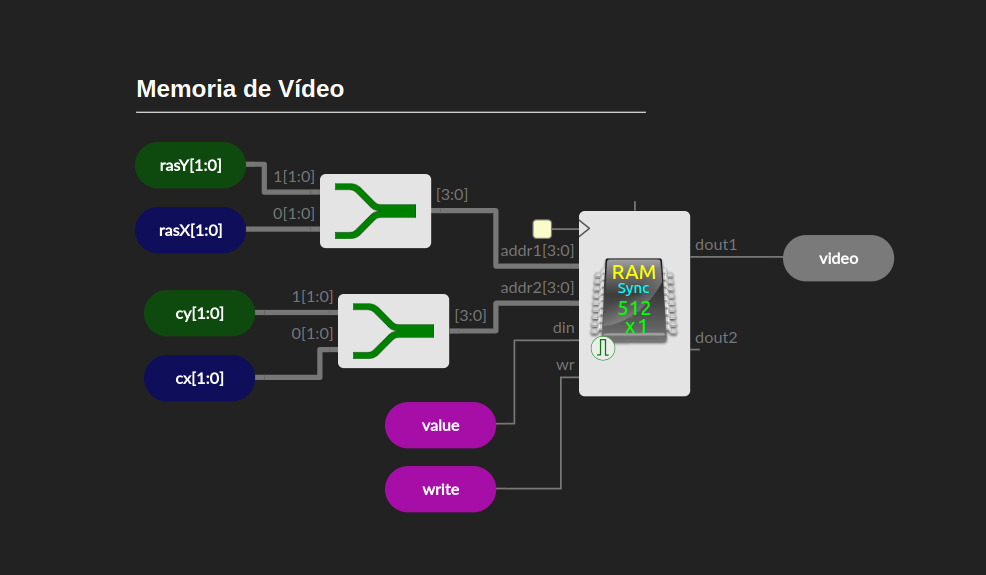 Memoria de Vídeo
rasY[1:0]
1[1:0]
rasX[1:0]
0[1:0]
[3:0]
cy[1:0]
1[1:0]
cx[1:0]
0[1:0]
[3:0]
addr1[3:0]
addr2[3:0]
din
wr
RAM
Sync
512
x1
dout1
dout2
video
value
write